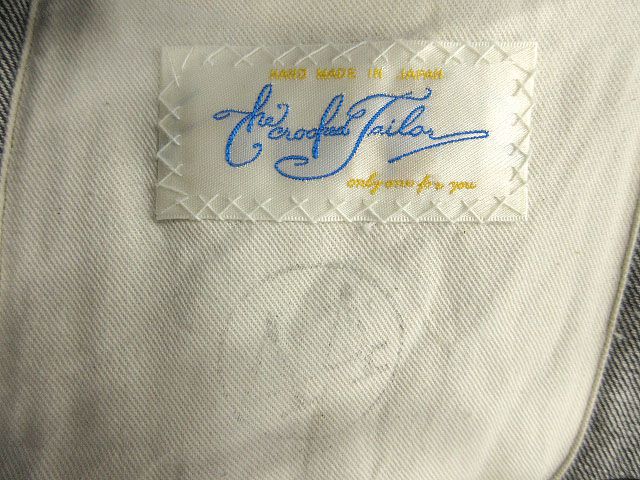 HAND MADE IN JAPAN
The Crooked Tailor
only one for you